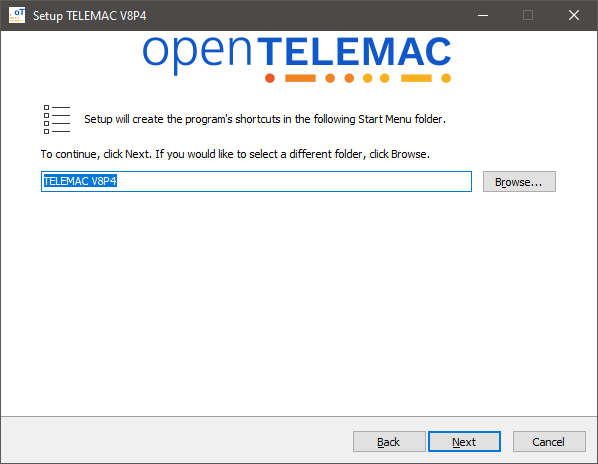 oT
Setup TELEMAC V8P4
openTELEMAC
Setup will create the program's shortcuts in the following Start Menu folder.
To continue, click Next. If you would like to select a different folder, click Browse.
TELEMAC V8P4
Browse...
Back
Next
Cancel